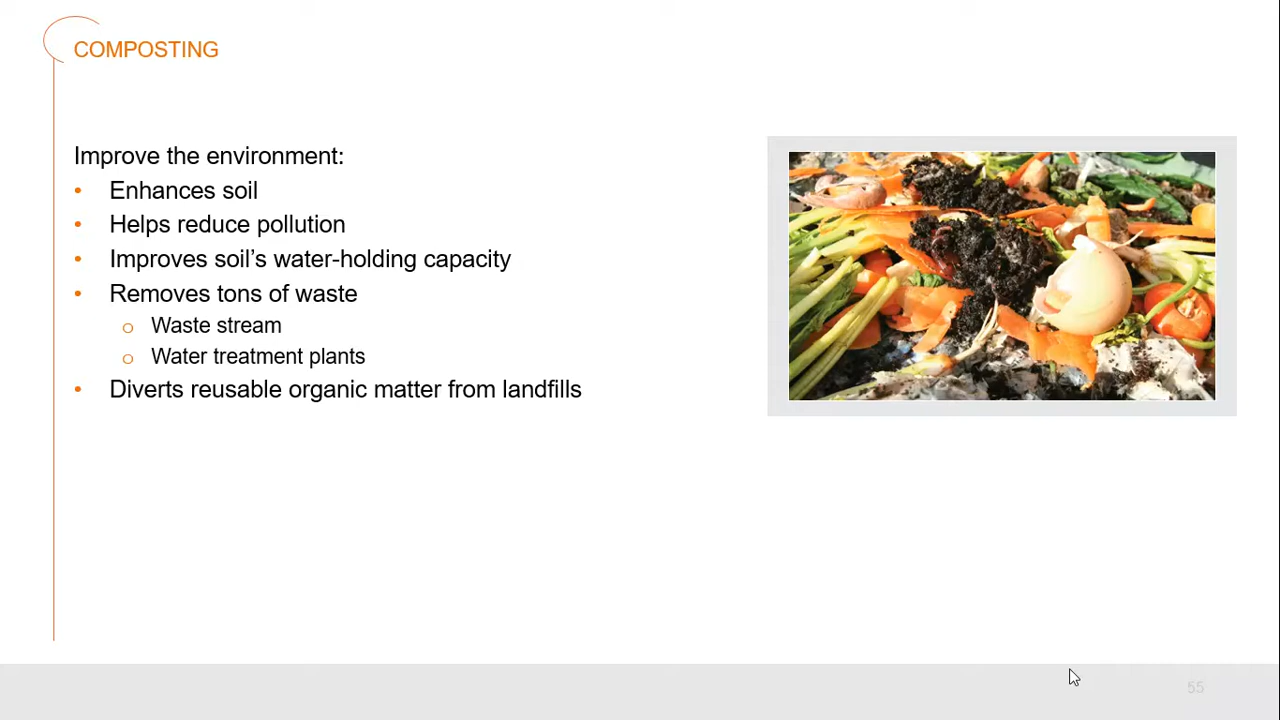 COMPOSTING
Improve the environment:
• Enhances soil
• Helps reduce pollution
• Improves soil’s water-holding capacity
• Removes tons of waste
o Waste stream
o Water treatment plants
• Diverts reusable organic matter from landfills
55